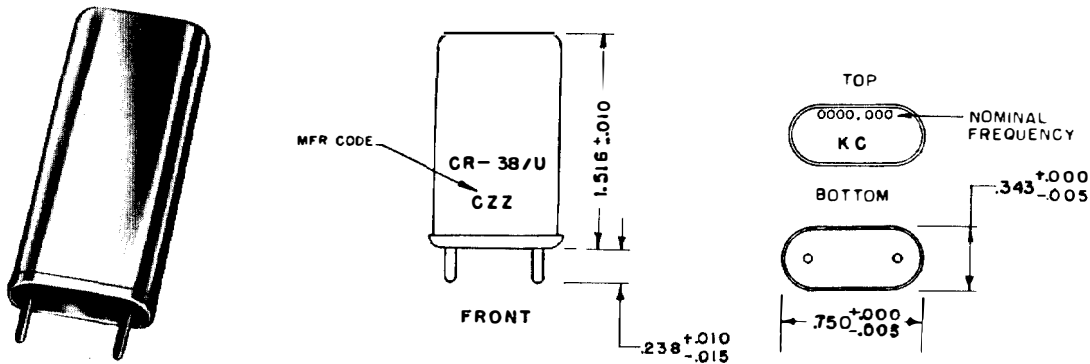 MFR CODE
CR-38/U
CZZ
FRONT
1.516 ±.010
.238 +.010
-.015
TOP
0000.000
KC
NOMINAL
FREQUENCY
BOTTOM
.343 +.000
-.005
.750 +.000
-.005